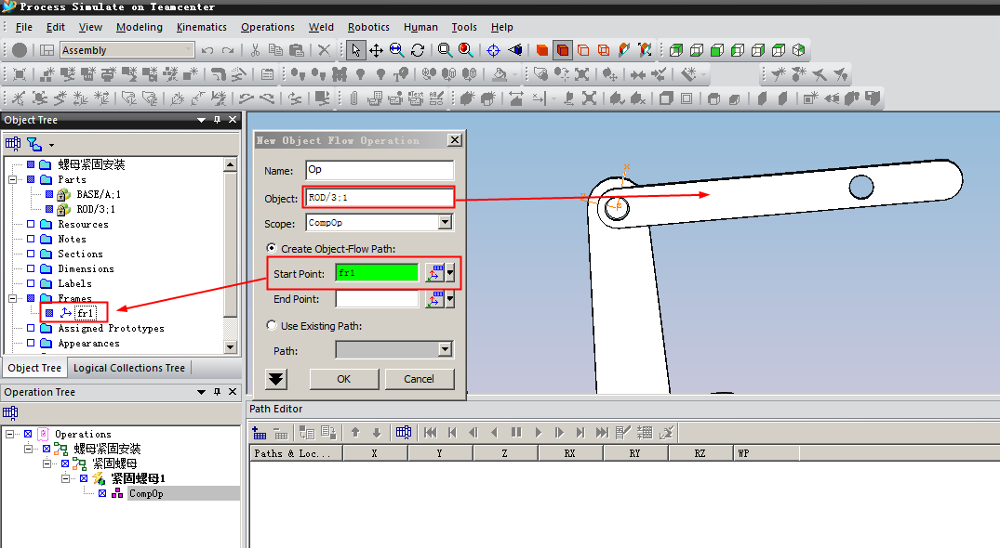 Process Simulate on Teamcenter
File Edit View Modeling Kinematics Operations Weld Robotics Human Tools Help
Assembly
Object Tree
螺母紧固安装
Parts
BASE/A;1
ROD/3;1
Resources
Notes
Sections
Dimensions
Labels
Frames
fr1
Assigned Prototypes
Appearances
Object Tree Logical Collections Tree
Operation Tree
Operations
螺母紧固安装
紧固螺母
紧固螺母1
CompOp
New Object Flow Operation
Name: Op
Object: ROD/3;1
Scope: CompOp
Create Object-Flow Path:
Start Point: fr1
End Point:
Use Existing Path:
Path:
OK Cancel
Path Editor
Paths & Loc... X Y Z RX RY RZ WP